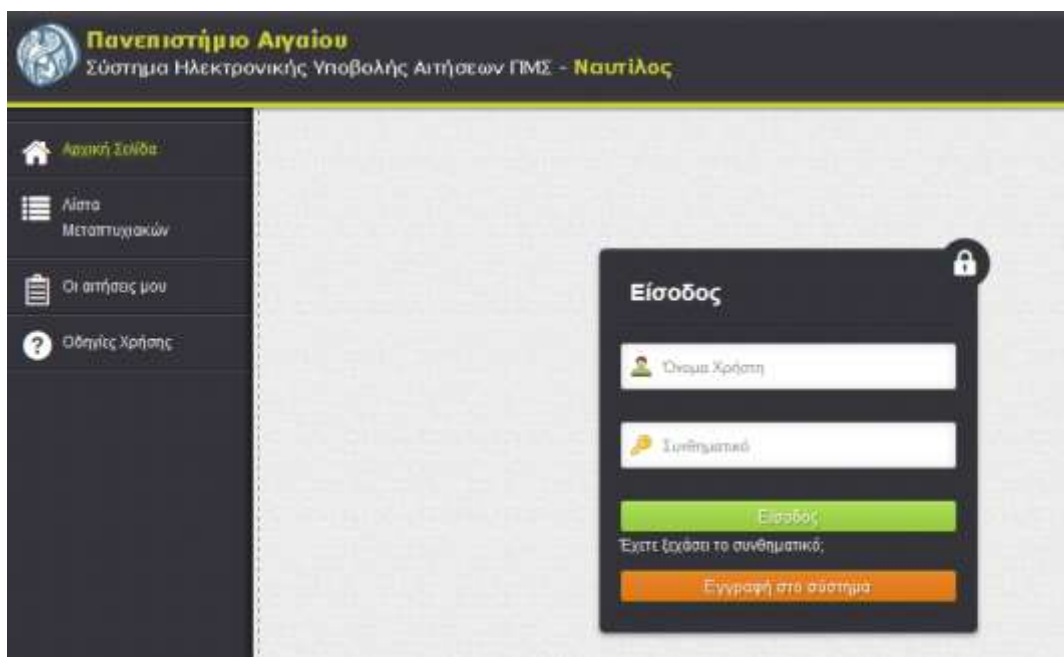 Πανεπιστήμιο Αιγαίου
Σύστημα Ηλεκτρονικής Υποβολής Αιτήσεων ΠΜΣ - Ναυτίλος
Αρχική Σελίδα
Λίστα
Μεταπτυχιακών
Οι αιτήσεις μου
Οδηγίες Χρήσης
Είσοδος
Όνομα Χρήστη
Συνθηματικό
Είσοδος
Έχετε ξεχάσει το συνθηματικό;
Εγγραφή στο σύστημα